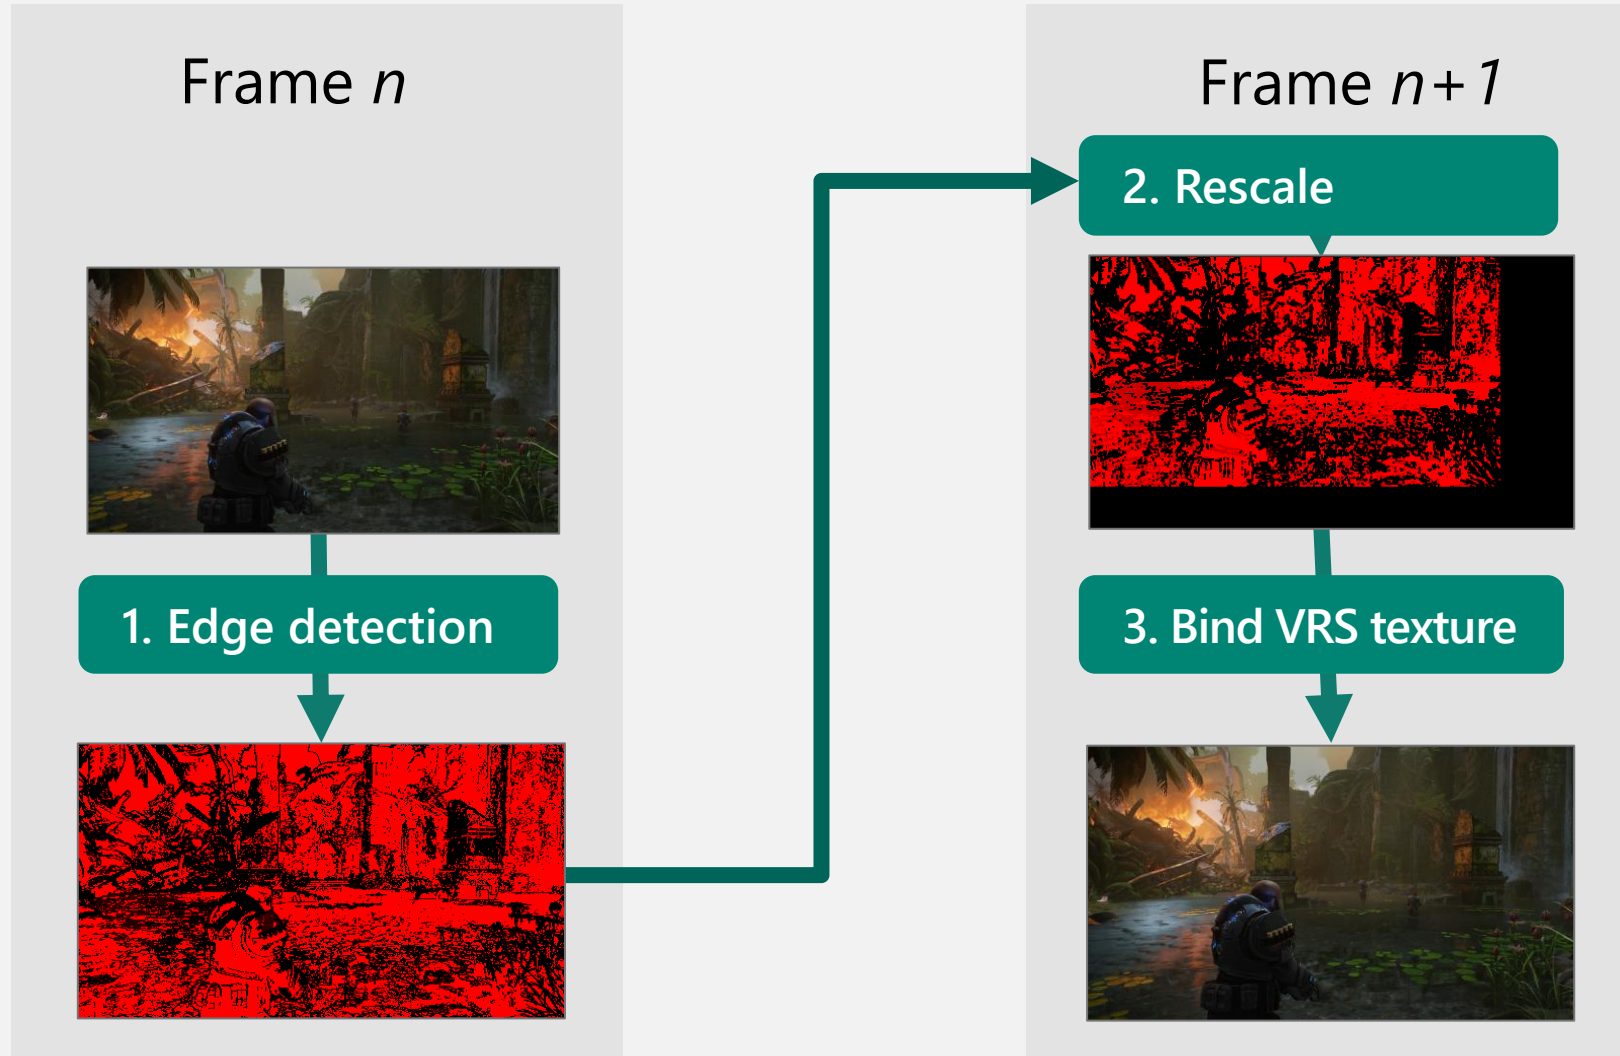 Frame n
1. Edge detection
Frame n+1
2. Rescale
3. Bind VRS texture